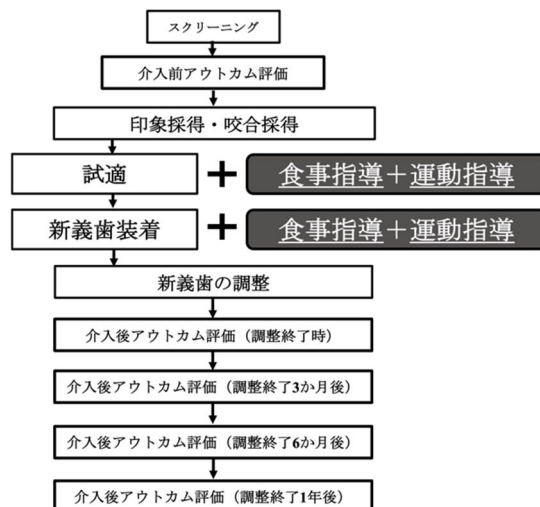 スクリーニング
介入前アウトカム評価
印象採得・咬合採得
試適
+
食事指導+運動指導
新義歯装着
+
食事指導+運動指導
新義歯の調整
介入後アウトカム評価（調整終了時）
介入後アウトカム評価（調整終了3か月後）
介入後アウトカム評価（調整終了6か月後）
介入後アウトカム評価（調整終了1年後）